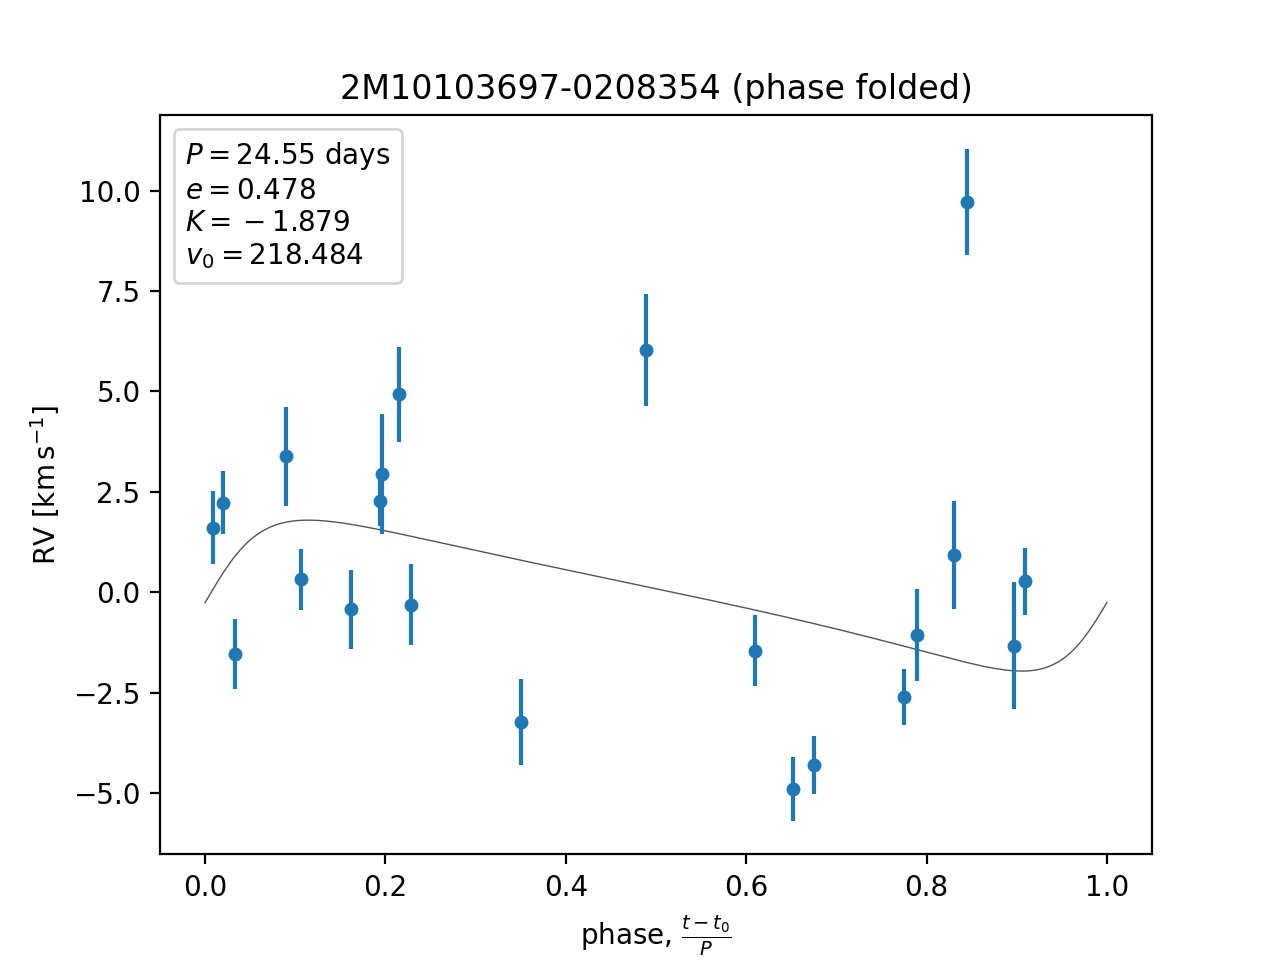 2M10103697-0208354 (phase folded)
P = 24.55 days
e = 0.478
K = −1.879
v₀ = 218.484
10.0
7.5
5.0
2.5
0.0
−2.5
−5.0
RV [km s⁻¹]
0.0 0.2 0.4 0.6 0.8 1.0
phase, (t − t₀)/P